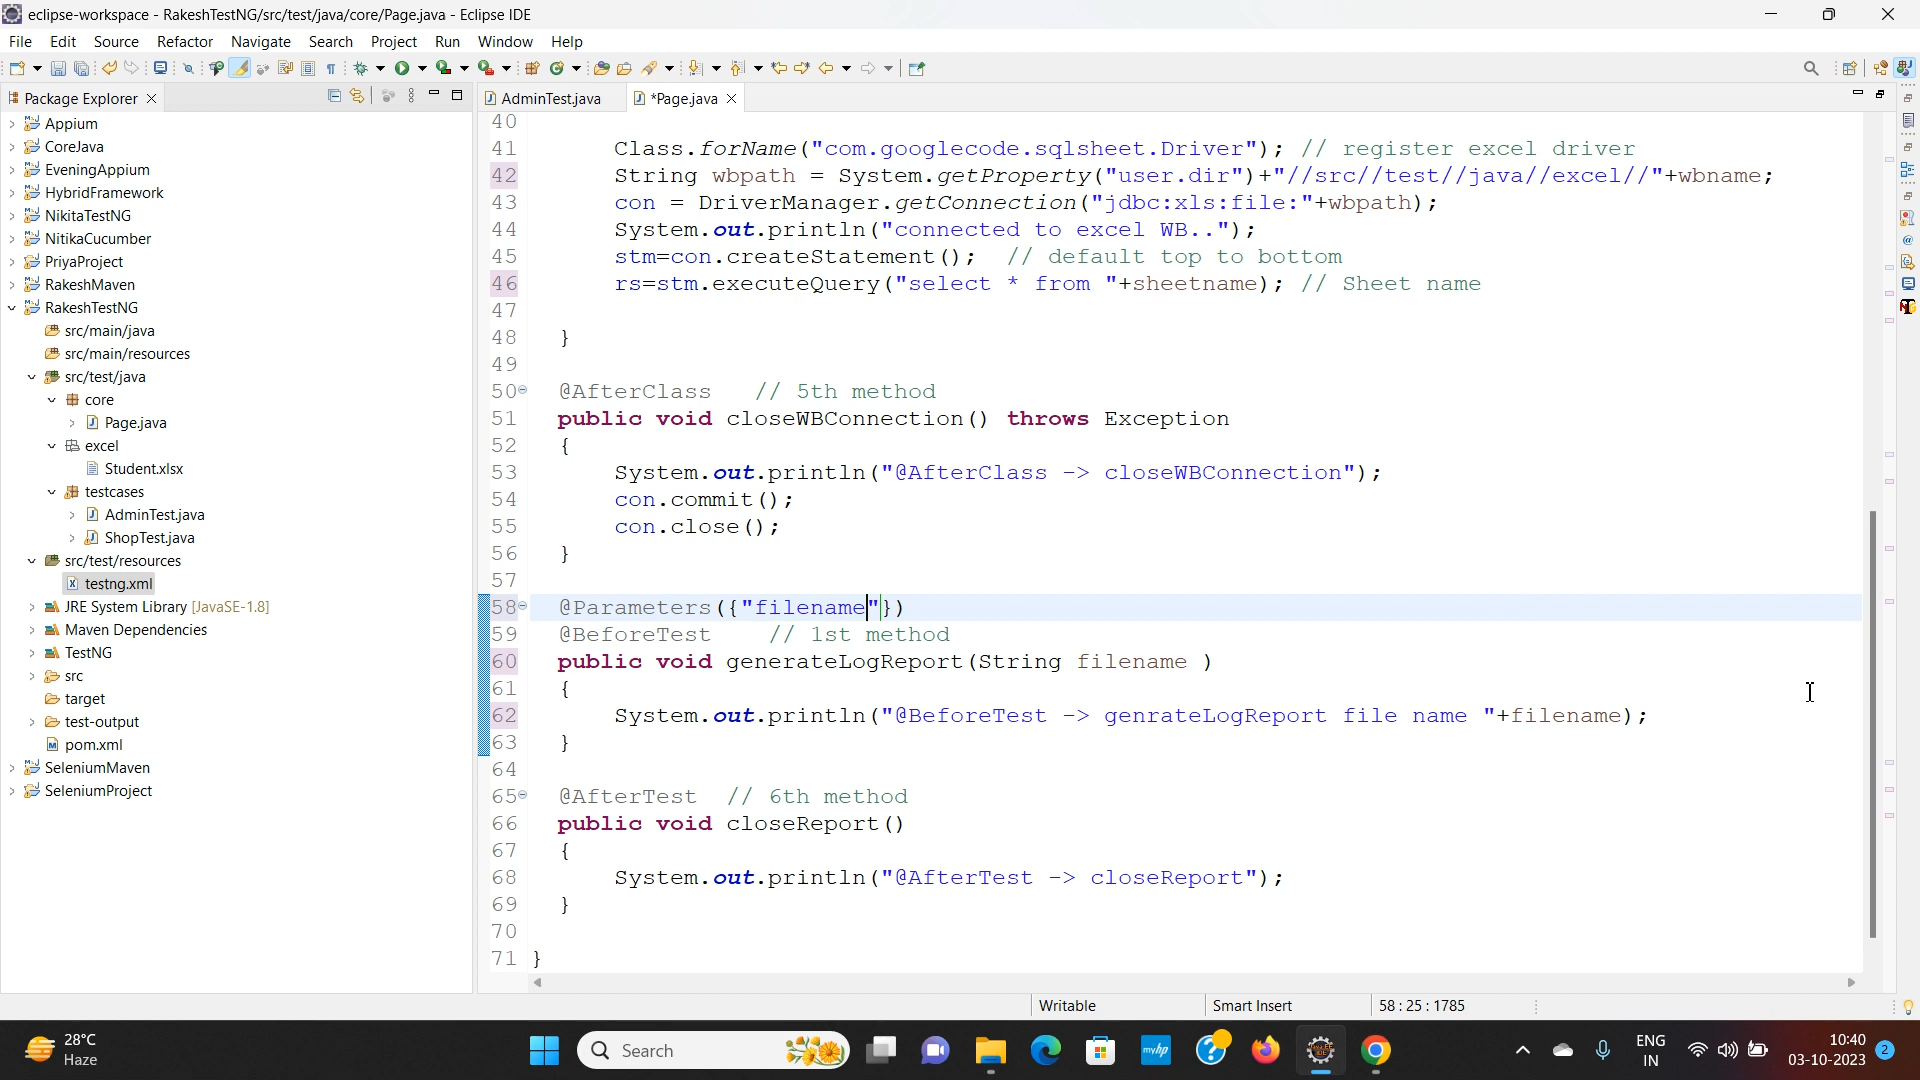 eclipse-workspace - RakeshTestNG/src/test/java/core/Page.java - Eclipse IDE
File Edit Source Refactor Navigate Search Project Run Window Help
Package Explorer
AdminTest.java
*Page.java
Appium
CoreJava
EveningAppium
HybridFramework
NikitaTestNG
NitikaCucumber
PriyaProject
RakeshMaven
RakeshTestNG
src/main/java
src/main/resources
src/test/java
core
Page.java
excel
Student.xlsx
testcases
AdminTest.java
ShopTest.java
src/test/resources
testng.xml
JRE System Library [JavaSE-1.8]
Maven Dependencies
TestNG
src
target
test-output
pom.xml
SeleniumMaven
SeleniumProject
40
41 Class.forName("com.googlecode.sqlsheet.Driver"); // register excel driver
42 String wbpath = System.getProperty("user.dir")+"//src//test//java//excel//"+wbname;
43 con = DriverManager.getConnection("jdbc:xls:file:"+wbpath);
44 System.out.println("connected to excel WB..");
45 stm=con.createStatement(); // default top to bottom
46 rs=stm.executeQuery("select * from "+sheetname); // Sheet name
47
48 }
49
50 @AfterClass // 5th method
51 public void closeWBConnection() throws Exception
52 {
53 System.out.println("@AfterClass -> closeWBConnection");
54 con.commit();
55 con.close();
56 }
57
58 @Parameters({"filename"})
59 @BeforeTest // 1st method
60 public void generateLogReport(String filename )
61 {
62 System.out.println("@BeforeTest -> genrateLogReport file name "+filename);
63 }
64
65 @AfterTest // 6th method
66 public void closeReport()
67 {
68 System.out.println("@AfterTest -> closeReport");
69 }
70
71 }
Writable Smart Insert 58 : 25 : 1785
28°C
Haze
Search
myhp
ENG
IN
10:40
03-10-2023
2